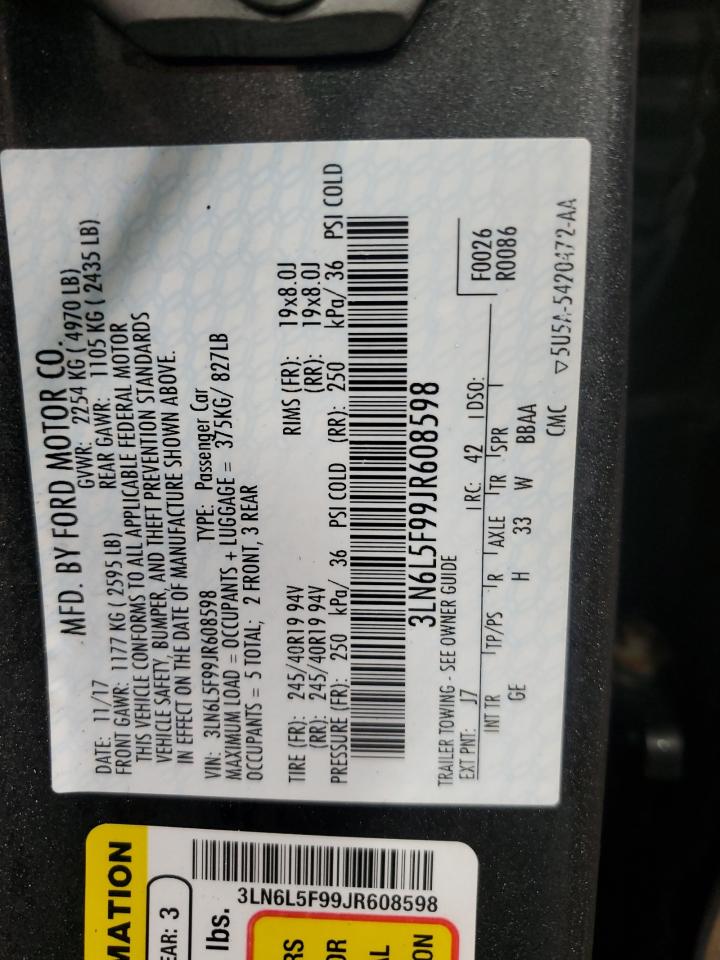 MFD. BY FORD MOTOR CO.
DATE: 11/17 GVWR: 2254 KG ( 4970 LB)
FRONT GAWR: 1177 KG ( 2595 LB) REAR GAWR: 1105 KG ( 2435 LB)
THIS VEHICLE CONFORMS TO ALL APPLICABLE FEDERAL MOTOR
VEHICLE SAFETY, BUMPER, AND THEFT PREVENTION STANDARDS
IN EFFECT ON THE DATE OF MANUFACTURE SHOWN ABOVE.
VIN: 3LN6L5F99JR608598 TYPE: Passenger Car
MAXIMUM LOAD = OCCUPANTS + LUGGAGE = 375KG/ 827LB
OCCUPANTS = 5 TOTAL; 2 FRONT, 3 REAR
TIRE (FR): 245/40R19 94V RIMS (FR): 19x8.0J
(RR): 245/40R19 94V (RR): 19x8.0J
PRESSURE (FR): 250 kPa/ 36 PSI COLD (RR): 250 kPa/ 36 PSI COLD
3LN6L5F99JR608598
TRAILER TOWING - SEE OWNER GUIDE
F0026
R0086
EXT PNT: J7 RC: 42 DSO:
INT TR TP/PS R AXLE TR SPR
GE H 33 W BBAA
CMC ▽5U5A-5420472-AA
MATION
EAR: 3
lbs.
3LN6L5F99JR608598
RS
OR
AL
ON